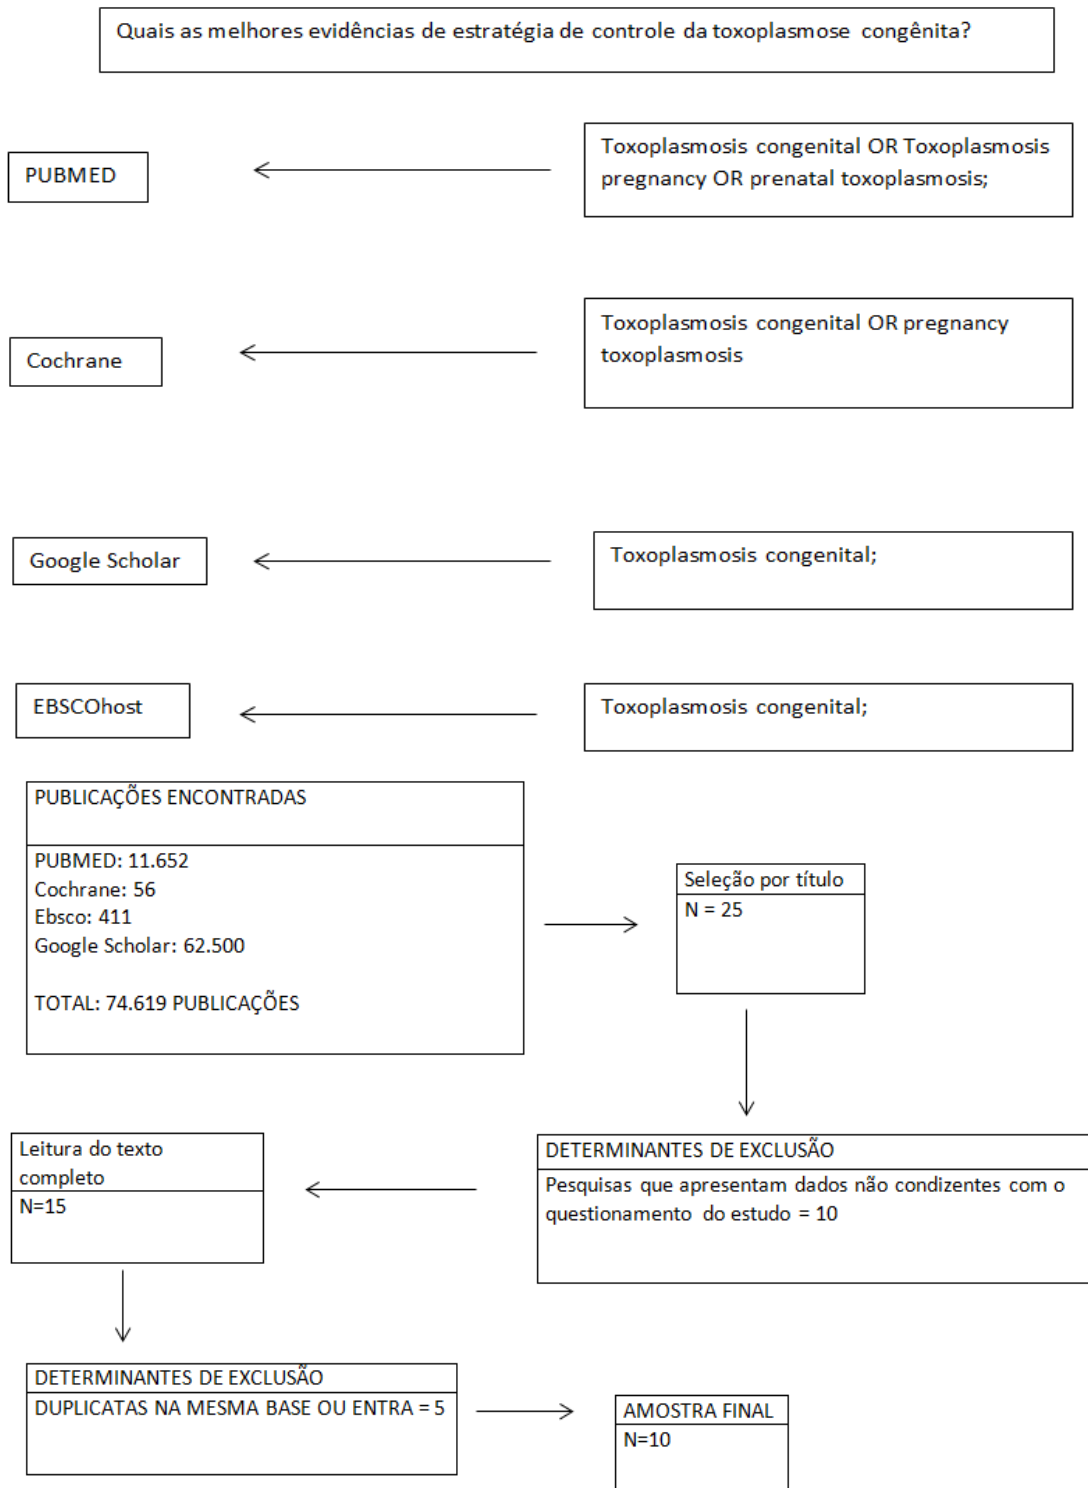 Quais as melhores evidências de estratégia de controle da toxoplasmose congênita?
PUBMED
Toxoplasmosis congenital OR Toxoplasmosis
pregnancy OR prenatal toxoplasmosis;
Cochrane
Toxoplasmosis congenital OR pregnancy
toxoplasmosis
Google Scholar
Toxoplasmosis congenital;
EBSCOhost
Toxoplasmosis congenital;
PUBLICAÇÕES ENCONTRADAS
PUBMED: 11.652
Cochrane: 56
Ebsco: 411
Google Scholar: 62.500
TOTAL: 74.619 PUBLICAÇÕES
Seleção por título
N = 25
DETERMINANTES DE EXCLUSÃO
Pesquisas que apresentam dados não condizentes com o
questionamento do estudo = 10
Leitura do texto
completo
N=15
DETERMINANTES DE EXCLUSÃO
DUPLICATAS NA MESMA BASE OU ENTRA = 5
AMOSTRA FINAL
N=10